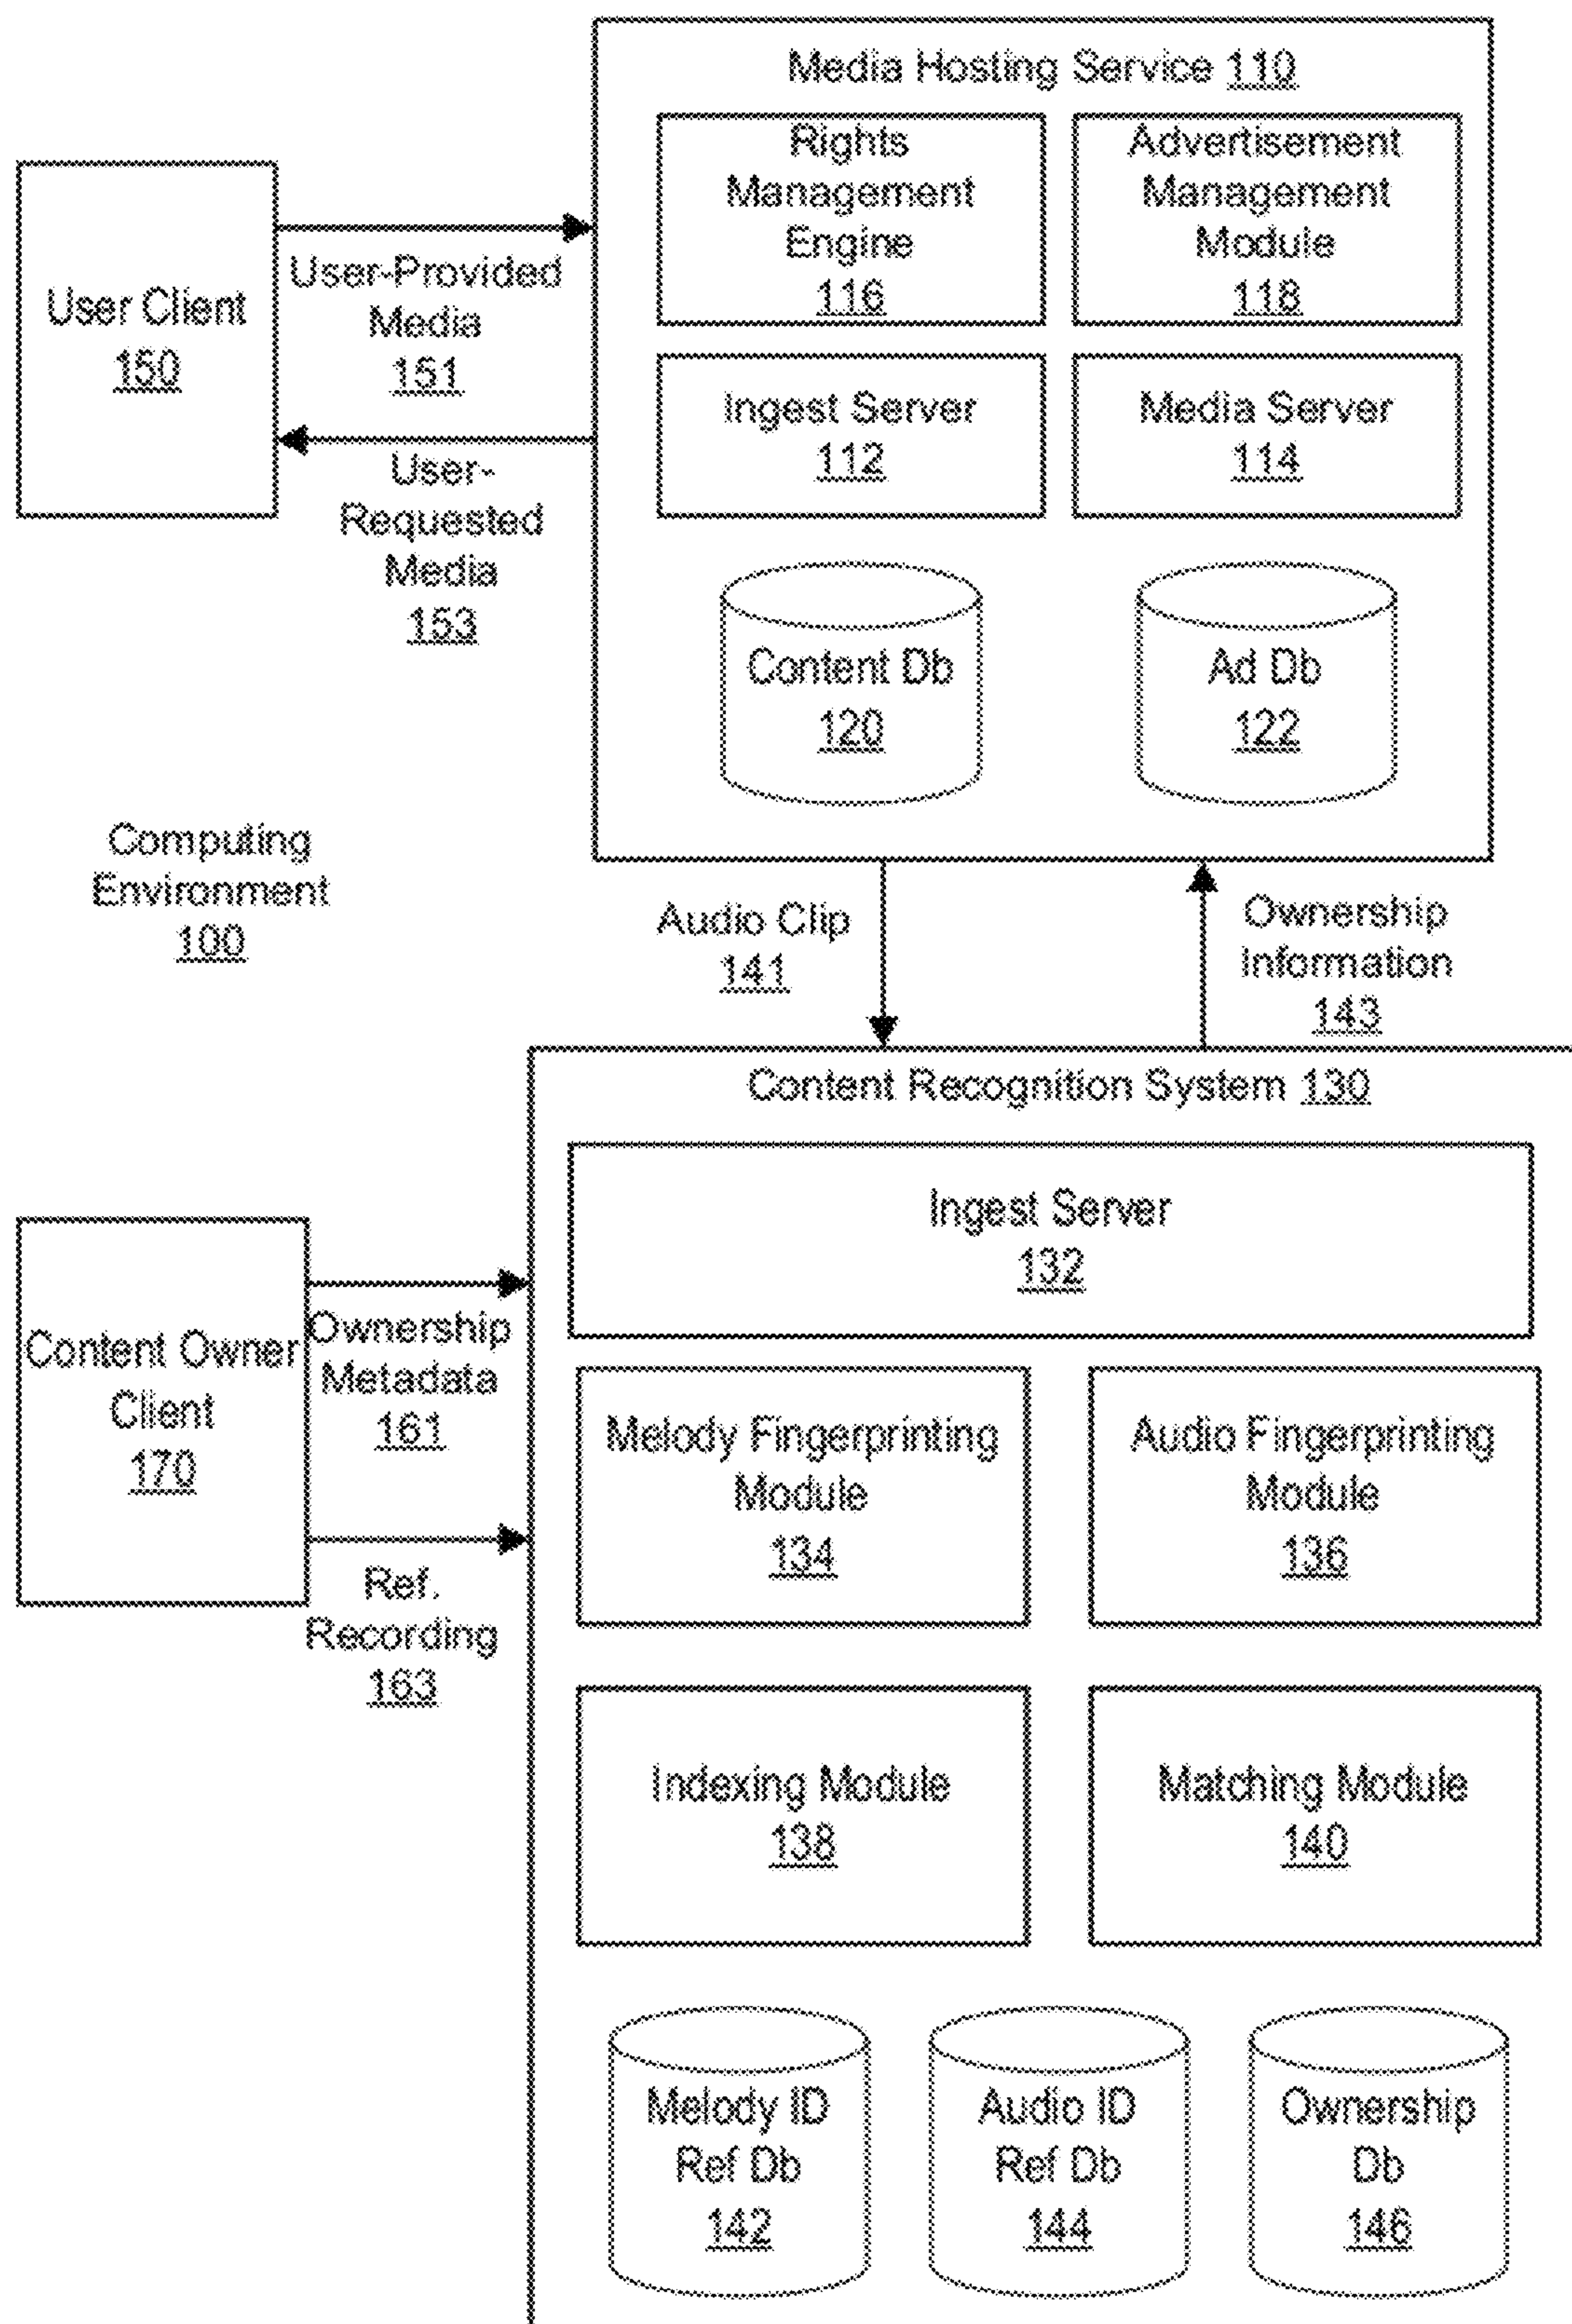 Media Hosting Service 110
Rights
Management
Engine
116
Advertisement
Management
Module
118
User Client
150
User-Provided
Media
151
User-
Requested
Media
153
Ingest Server
112
Media Server
114
Content Db
120
Ad Db
122
Computing
Environment
100
Audio Clip
141
Ownership
Information
143
Content Recognition System 130
Ingest Server
132
Content Owner
Client
170
Ownership
Metadata
161
Ref.
Recording
163
Melody Fingerprinting
Module
134
Audio Fingerprinting
Module
136
Indexing Module
138
Matching Module
140
Melody ID
Ref Db
142
Audio ID
Ref Db
144
Ownership
Db
146